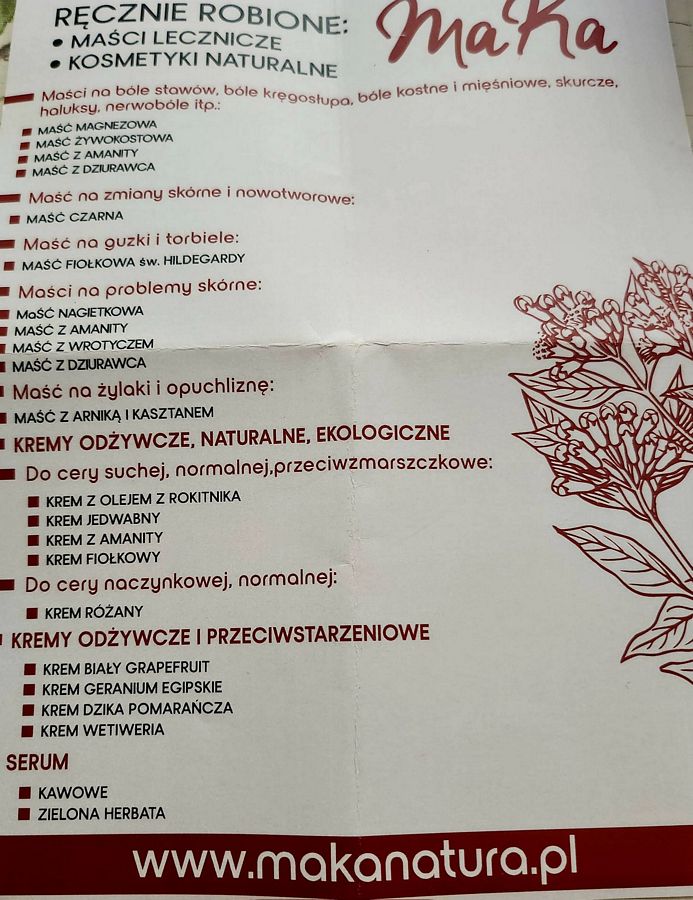 RĘCZNIE ROBIONE:
• MAŚCI LECZNICZE
• KOSMETYKI NATURALNE
MaKa
Maści na bóle stawów, bóle kręgosłupa, bóle kostne i mięśniowe, skurcze,
haluksy, nerwobóle itp.:
MAŚĆ MAGNEZOWA
MAŚĆ ŻYWOKOSTOWA
MAŚĆ Z AMANITY
MAŚĆ Z DZIURAWCA
Maść na zmiany skórne i nowotworowe:
MAŚĆ CZARNA
Maść na guzki i torbiele:
MAŚĆ FIOŁKOWA św. HILDEGARDY
Maści na problemy skórne:
MaŚĆ NAGIETKOWA
MAŚĆ Z AMANITY
MAŚĆ Z WROTYCZEM
MAŚĆ Z DZIURAWCA
Maść na żylaki i opuchliznę:
MAŚĆ Z ARNIKĄ I KASZTANEM
KREMY ODŻYWCZE, NATURALNE, EKOLOGICZNE
Do cery suchej, normalnej,przeciwzmarszczkowe:
KREM Z OLEJEM Z ROKITNIKA
KREM JEDWABNY
KREM Z AMANITY
KREM FIOŁKOWY
Do cery naczynkowej, normalnej:
KREM RÓŻANY
KREMY ODŻYWCZE I PRZECIWSTARZENIOWE
KREM BIAŁY GRAPEFRUIT
KREM GERANIUM EGIPSKIE
KREM DZIKA POMARAŃCZA
KREM WETIWERIA
SERUM
KAWOWE
ZIELONA HERBATA
www.makanatura.pl